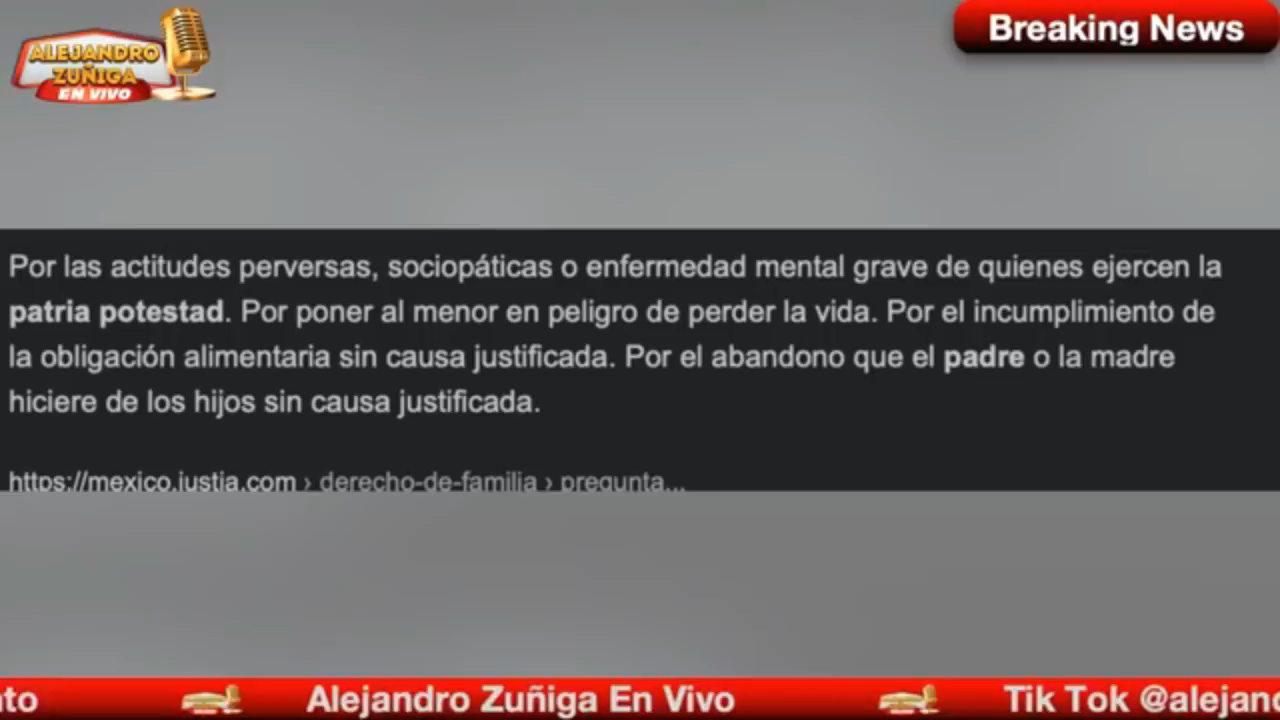 ALEJANDRO
ZUÑIGA
EN VIVO
Breaking News
Por las actitudes perversas, sociopáticas o enfermedad mental grave de quienes ejercen la
patria potestad. Por poner al menor en peligro de perder la vida. Por el incumplimiento de
la obligación alimentaria sin causa justificada. Por el abandono que el padre o la madre
hiciere de los hijos sin causa justificada.
https://mexico.justia.com › derecho-de-familia › pregunta...
Alejandro Zuñiga En Vivo Tik Tok